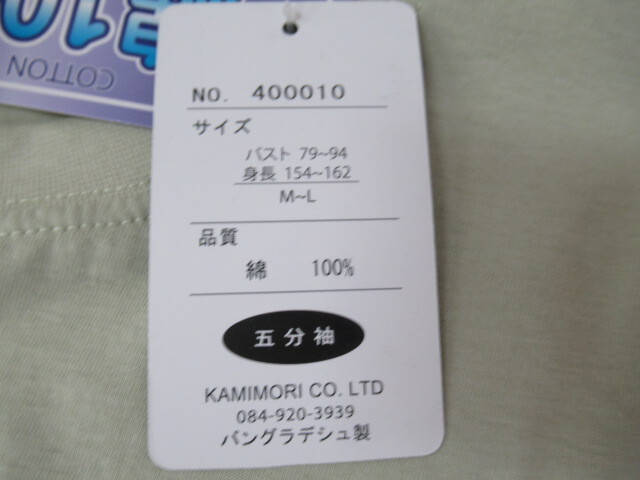 COTTON
NO. 400010
サイズ
バスト 79~94
身長 154~162
M~L
品質
綿 100%
五分袖
KAMIMORI CO. LTD
084-920-3939
バングラデシュ製